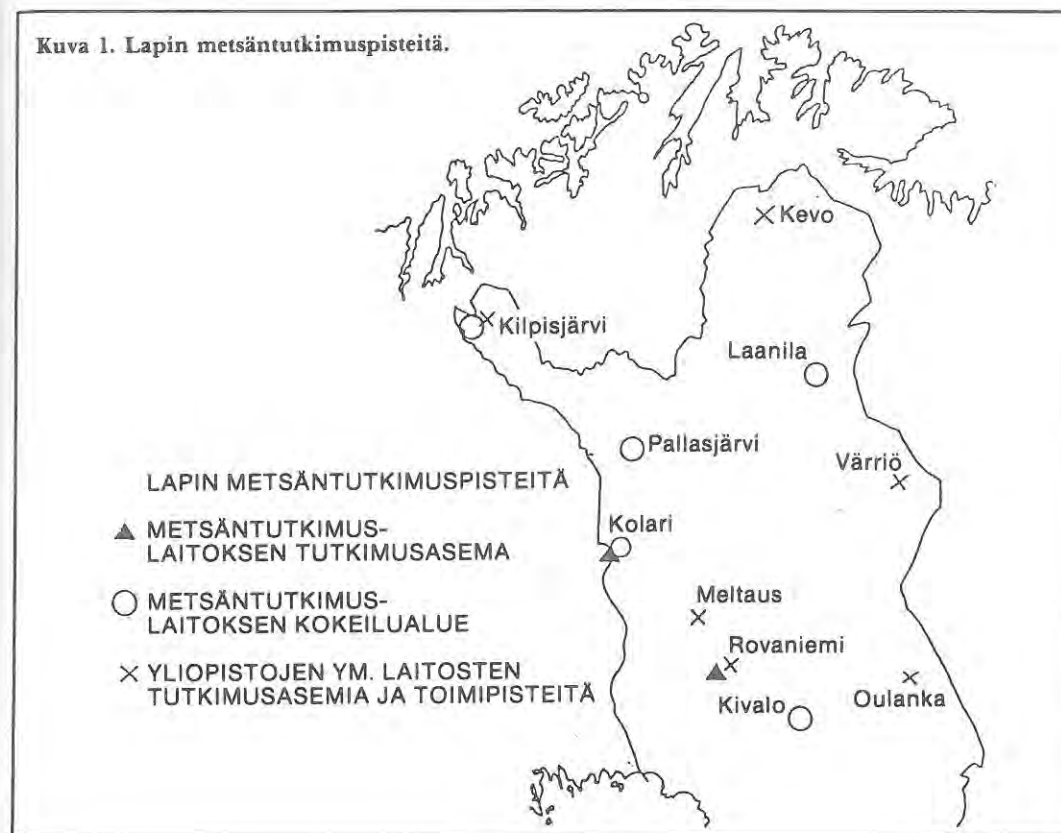 Kuva 1. Lapin metsäntutkimuspisteitä.
Kevo
Kilpisjärvi
Laanila
Pallasjärvi
Värriö
LAPIN METSÄNTUTKIMUSPISTEITÄ
Kolari
METSÄNTUTKIMUS-
LAITOKSEN TUTKIMUSASEMA
Meltaus
METSÄNTUTKIMUS-
LAITOKSEN KOKEILUALUE
Rovaniemi
YLIOPISTOJEN YM. LAITOSTEN
TUTKIMUSASEMIA JA TOIMIPISTEITÄ
Kivalo
Oulanka